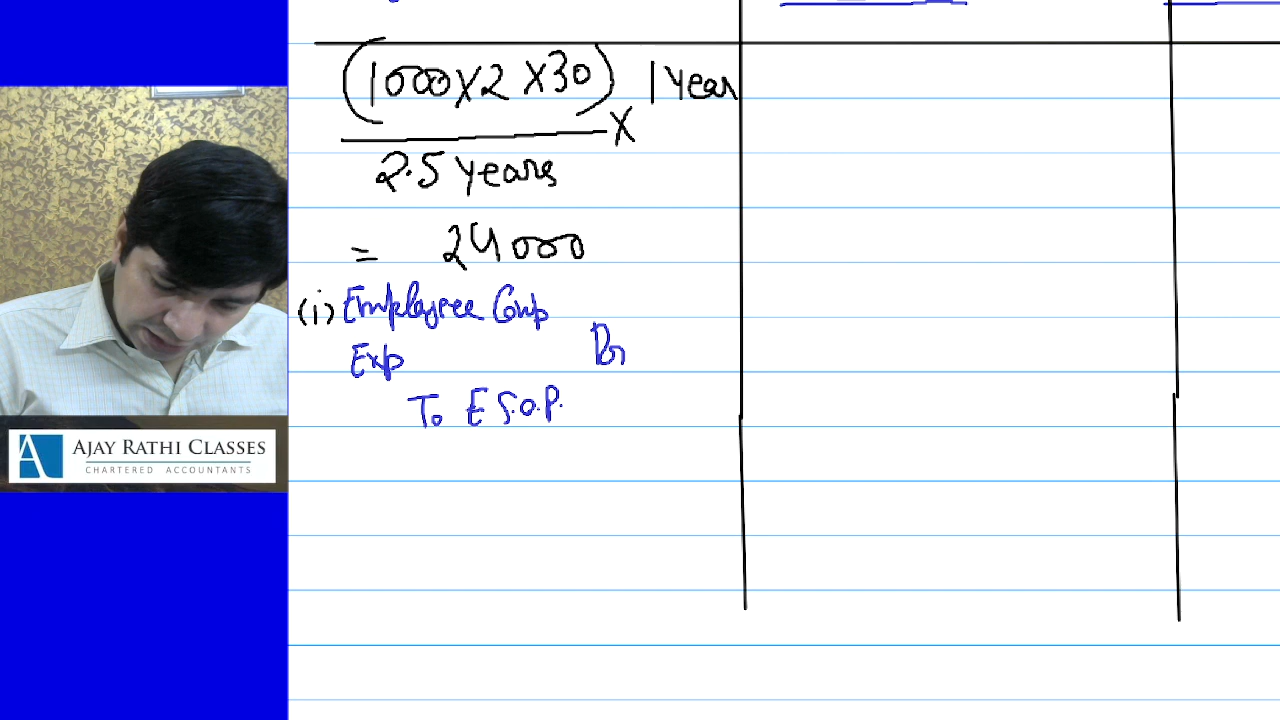 (1000 X 2 X 30) X 1 Year
2.5 years
= 24000
(i) Employee Comp
Exp Dr
To E S.O.P.
AJAY RATHI CLASSES
CHARTERED ACCOUNTANTS